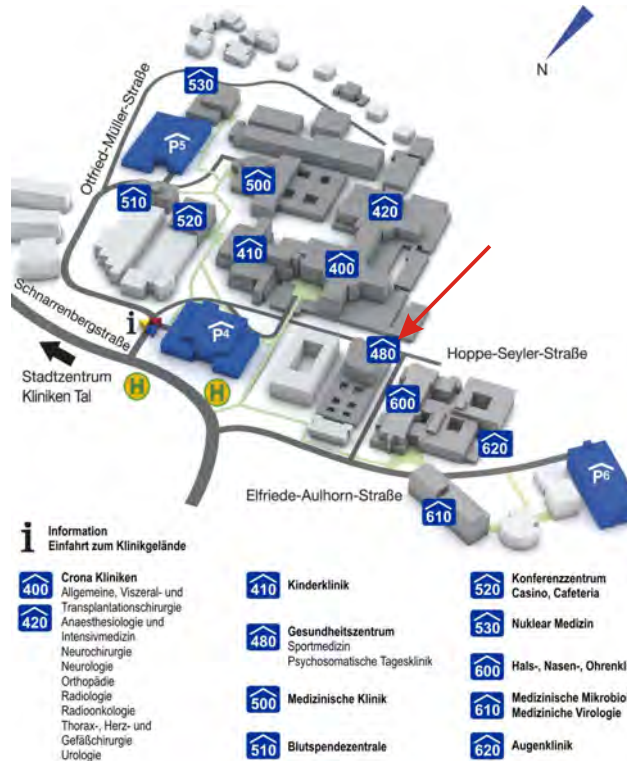 N
530
Otfried-Müller-Straße
P5
500
510
520
420
410
400
Schnarrenbergstraße
i
P4
480
Hoppe-Seyler-Straße
Stadtzentrum
Kliniken Tal
H
H
600
620
P6
Elfriede-Aulhorn-Straße
610
i Information
Einfahrt zum Klinikgelände
400 Crona Kliniken
Allgemeine, Viszeral- und
420 Transplantationschirurgie
Anaesthesiologie und
Intensivmedizin
Neurochirurgie
Neurologie
Orthopädie
Radiologie
Radioonkologie
Thorax-, Herz- und
Gefäßchirurgie
Urologie
410 Kinderklinik
480 Gesundheitszentrum
Sportmedizin
Psychosomatische Tagesklinik
500 Medizinische Klinik
510 Blutspendezentrale
520 Konferenzzentrum
Casino, Cafeteria
530 Nuklear Medizin
600 Hals-, Nasen-, Ohrenkl
610 Medizinische Mikrobiol
Mediziniche Virologie
620 Augenklinik